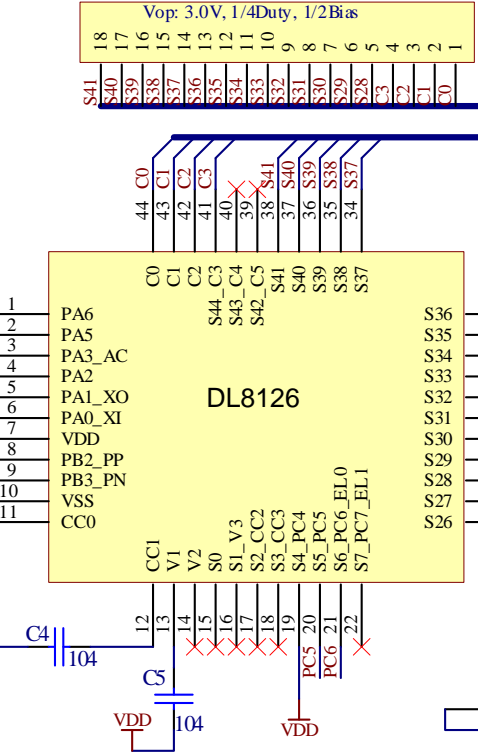 Vop: 3.0V, 1/4Duty, 1/2Bias
18 17 16 15 14 13 12 11 10 9 8 7 6 5 4 3 2 1
S41 S40 S39 S38 S37 S36 S35 S34 S33 S32 S31 S30 S29 S28 C3 C2 C1 C0
C0 C1 C2 C3 S41 S40 S39 S38 S37
44 43 42 41 40 39 38 37 36 35 34
C0 C1 C2 S44_C3 S43_C4 S42_C5 S41 S40 S39 S38 S37
1 PA6 S36
2 PA5 S35
3 PA3_AC S34
4 PA2 S33
5 PA1_XO S32
6 PA0_XI S31
7 VDD S30
8 PB2_PP S29
9 PB3_PN S28
10 VSS S27
11 CC0 S26
DL8126
CC1 V1 V2 S0 S1_V3 S2_CC2 S3_CC3 S4_PC4 S5_PC5 S6_PC6_EL0 S7_PC7_EL1
12 13 14 15 16 17 18 19 20 21 22
PC5 PC6
C4
104
C5
104
VDD
VDD